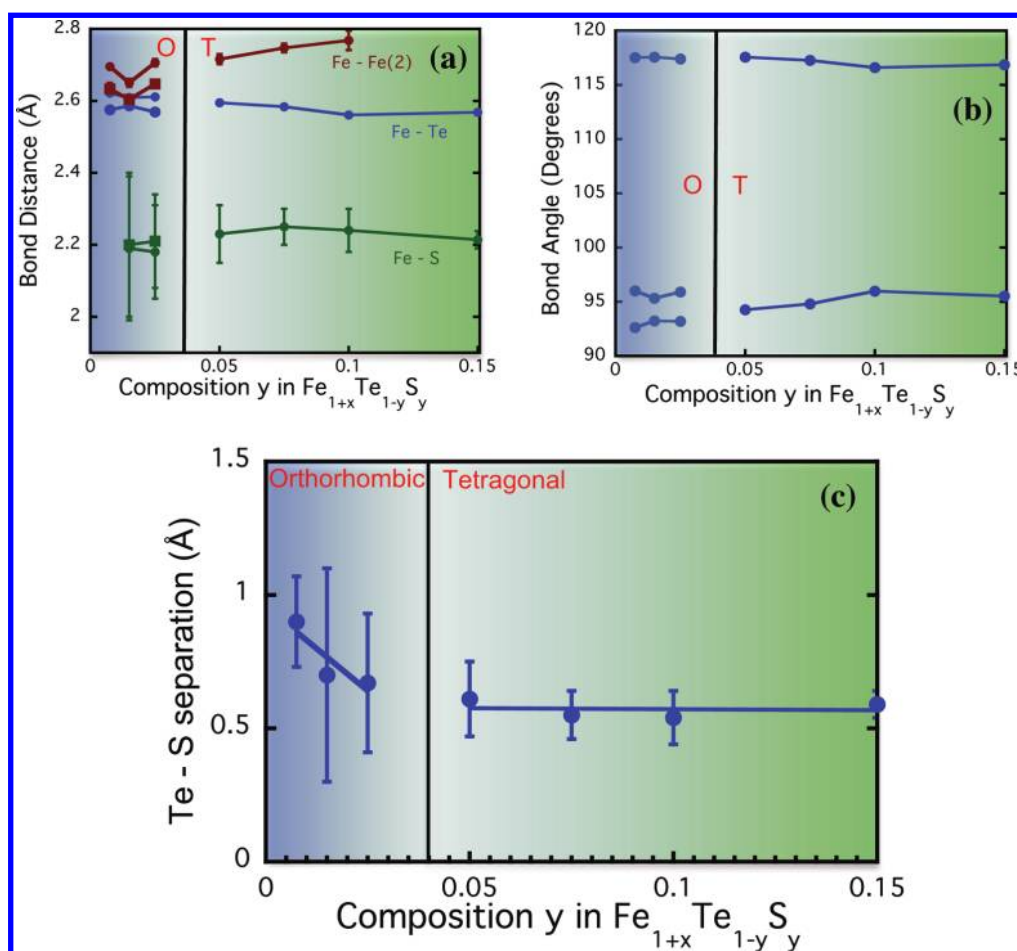 2.8
2.6
2.4
2.2
2
Bond Distance (Å)
O T
(a)
Fe - Fe(2)
Fe - Te
Fe - S
0 0.05 0.1 0.15
Composition y in Fe1+xTe1-ySy
120
115
110
105
100
95
90
Bond Angle (Degrees)
(b)
O T
0 0.05 0.1 0.15
Composition y in Fe1+xTe1-ySy
1.5
1
0.5
0
Te - S separation (Å)
Orthorhombic Tetragonal
(c)
0 0.05 0.1 0.15
Composition y in Fe1+xTe1-ySy